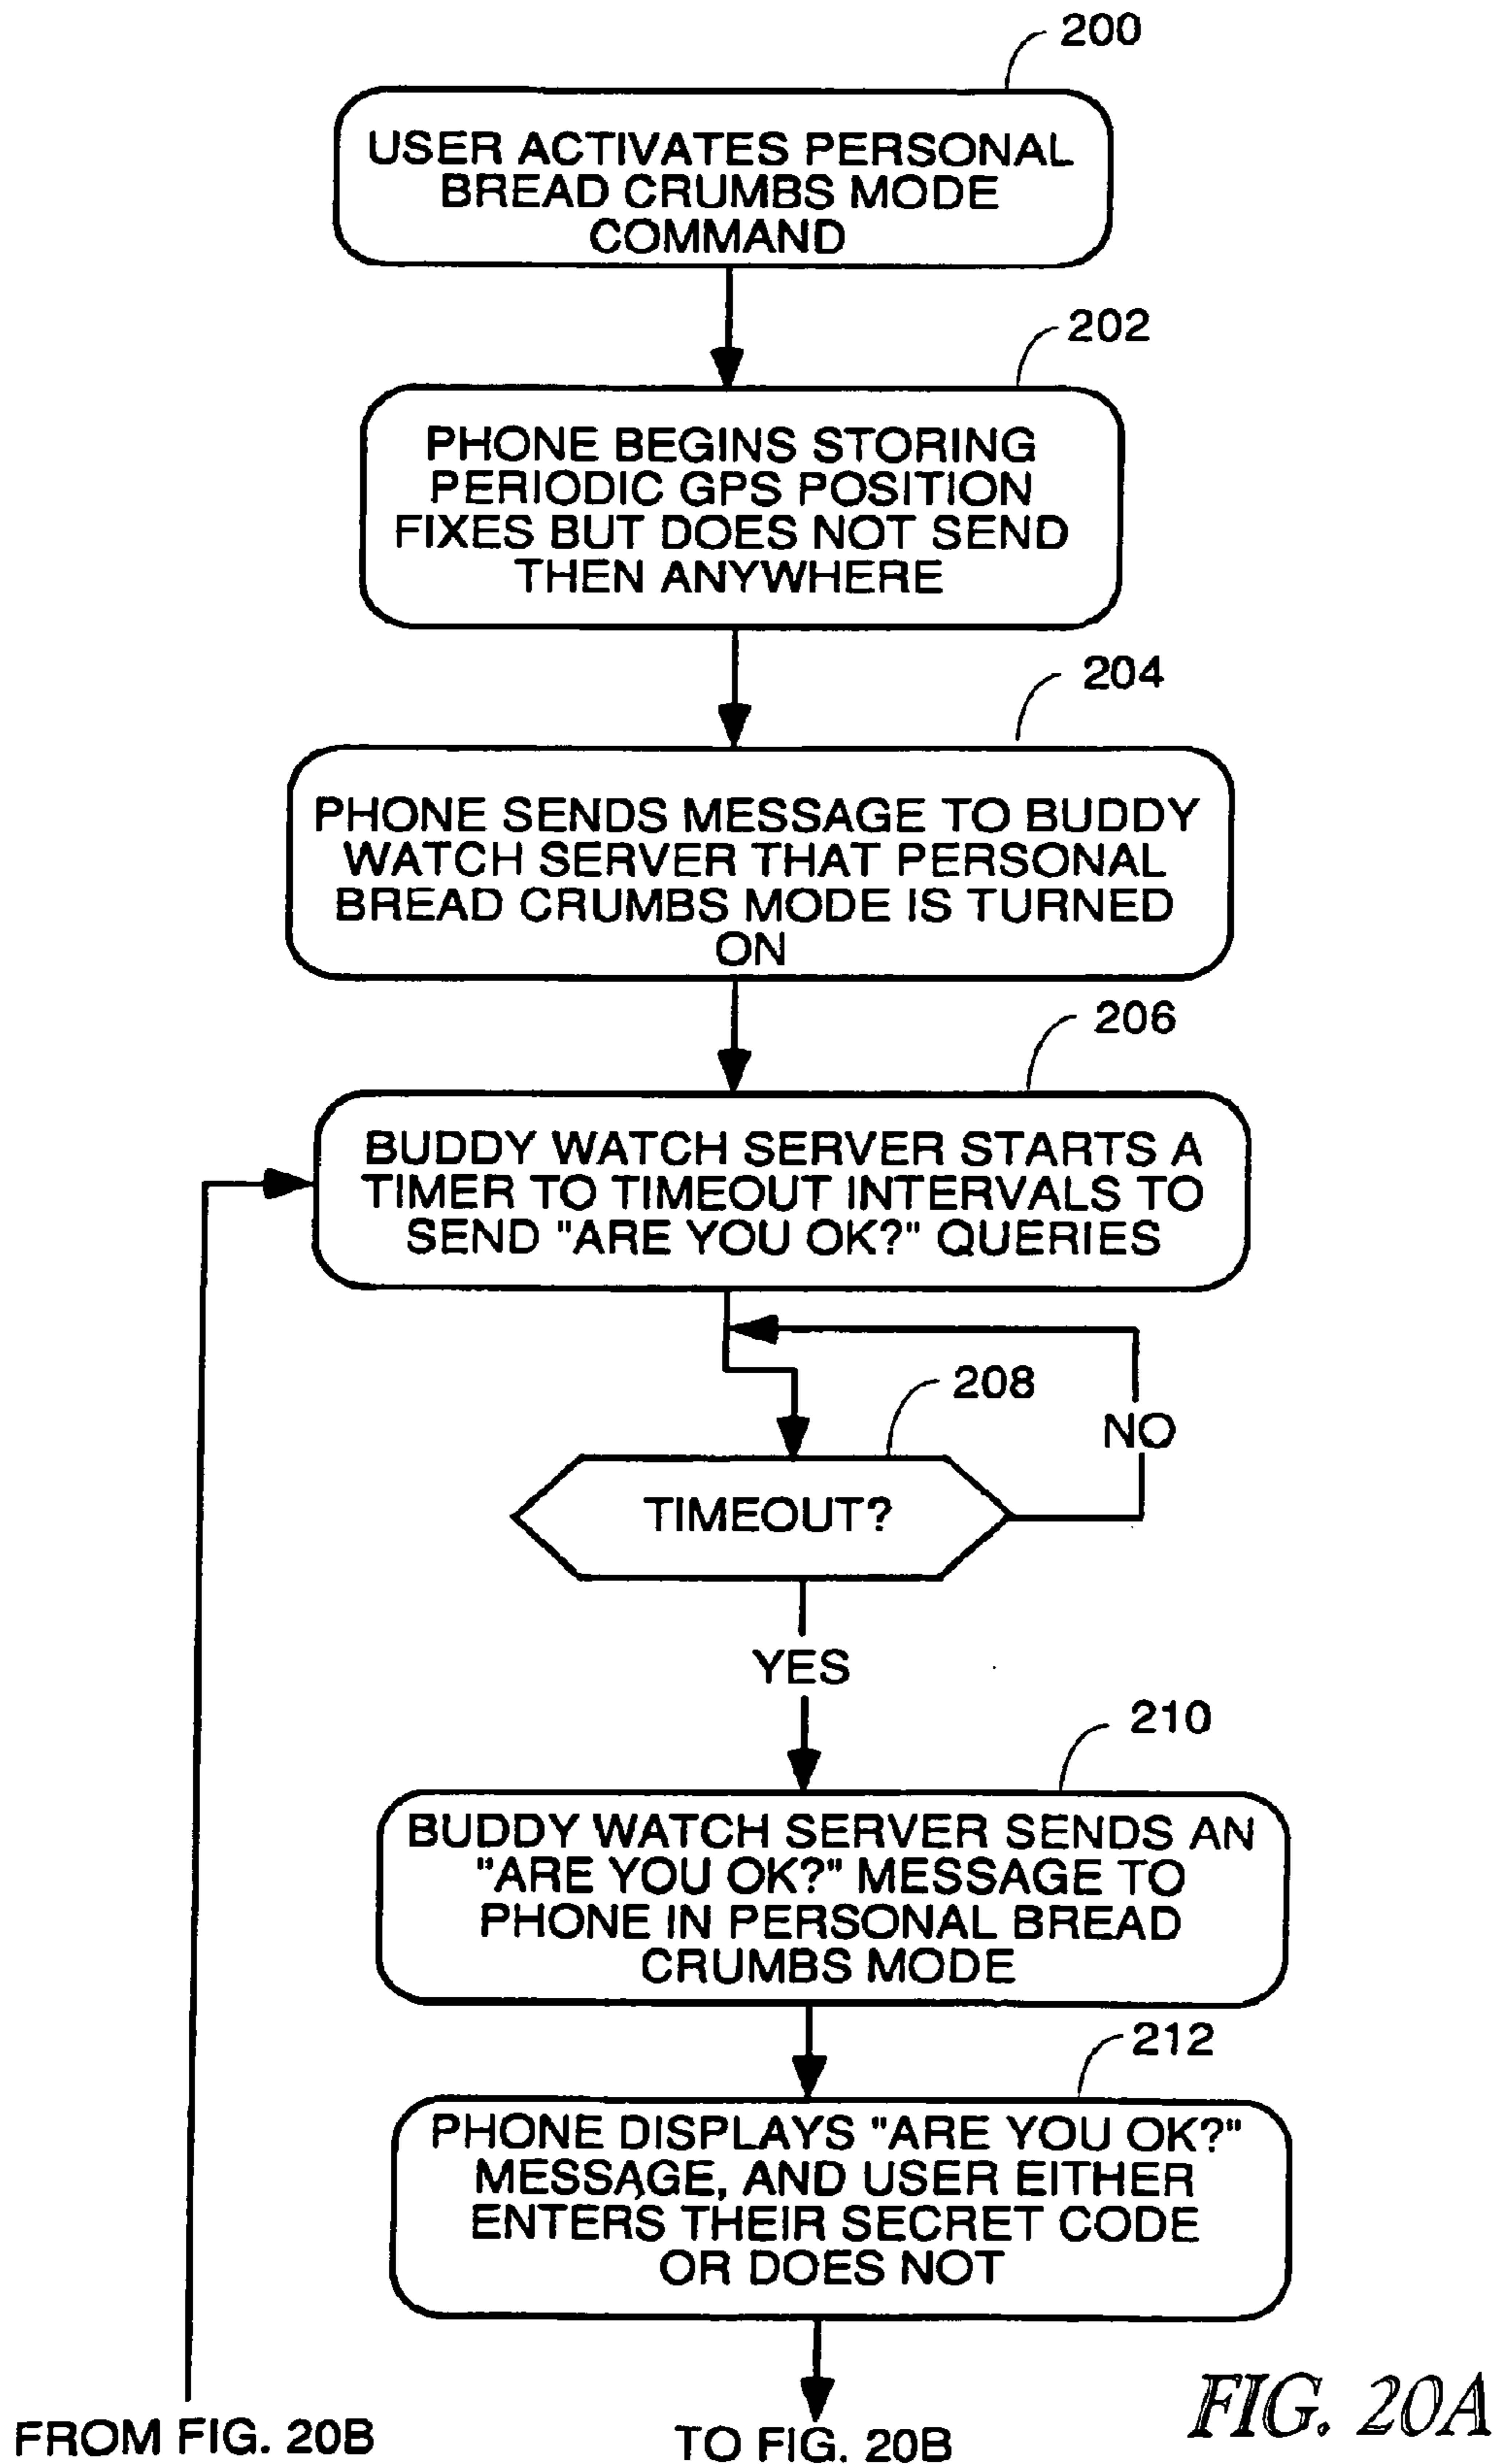 200
USER ACTIVATES PERSONAL
BREAD CRUMBS MODE
COMMAND
202
PHONE BEGINS STORING
PERIODIC GPS POSITION
FIXES BUT DOES NOT SEND
THEN ANYWHERE
204
PHONE SENDS MESSAGE TO BUDDY
WATCH SERVER THAT PERSONAL
BREAD CRUMBS MODE IS TURNED
ON
206
BUDDY WATCH SERVER STARTS A
TIMER TO TIMEOUT INTERVALS TO
SEND "ARE YOU OK?" QUERIES
208
NO
TIMEOUT?
YES
210
BUDDY WATCH SERVER SENDS AN
"ARE YOU OK?" MESSAGE TO
PHONE IN PERSONAL BREAD
CRUMBS MODE
212
PHONE DISPLAYS "ARE YOU OK?"
MESSAGE, AND USER EITHER
ENTERS THEIR SECRET CODE
OR DOES NOT
FROM FIG. 20B
TO FIG. 20B
FIG. 20A